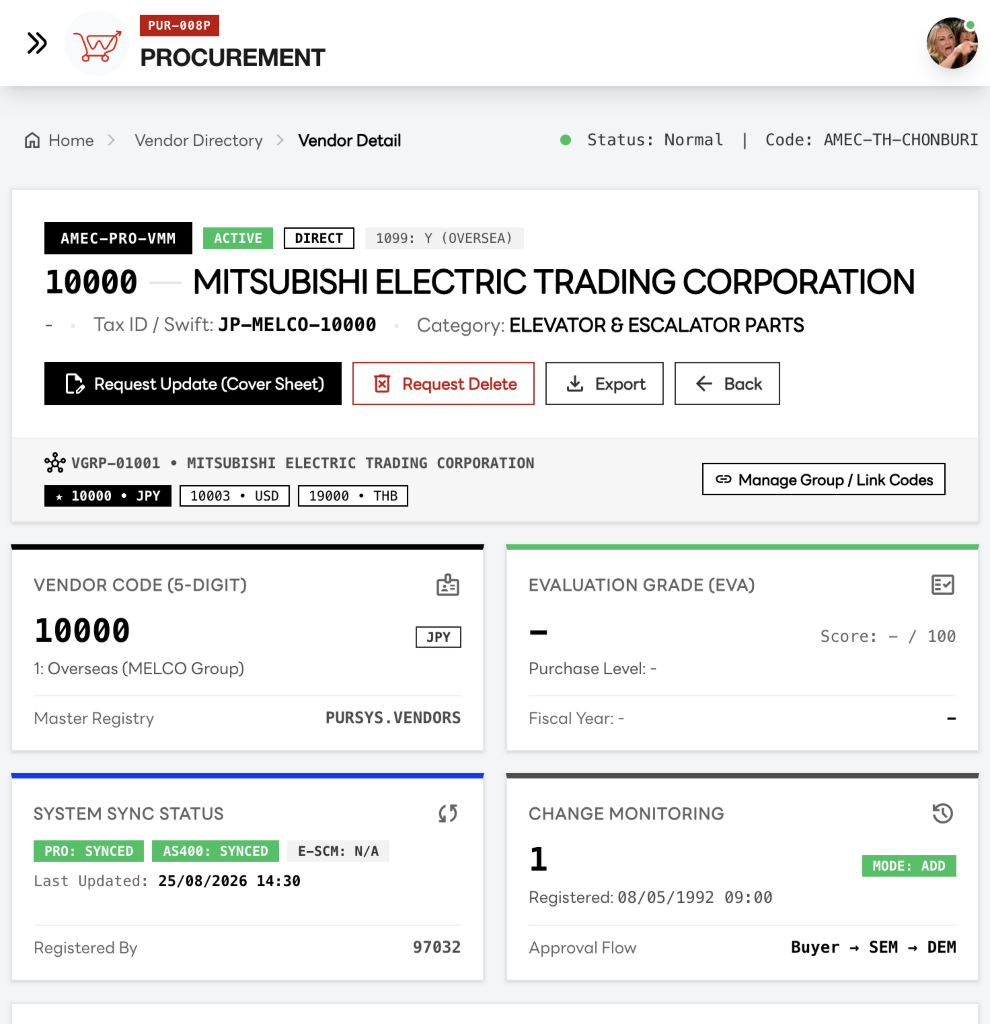 PUR-008P
PROCUREMENT
Home
Vendor Directory
Vendor Detail
Status: Normal | Code: AMEC-TH-CHONBURI
AMEC-PRO-VMM
ACTIVE
DIRECT
1099: Y (OVERSEA)
10000 — MITSUBISHI ELECTRIC TRADING CORPORATION
- • Tax ID / Swift: JP-MELCO-10000 • Category: ELEVATOR & ESCALATOR PARTS
Request Update (Cover Sheet)
Request Delete
Export
Back
VGRP-01001 • MITSUBISHI ELECTRIC TRADING CORPORATION
★ 10000 • JPY
10003 • USD
19000 • THB
Manage Group / Link Codes
VENDOR CODE (5-DIGIT)
10000
JPY
1: Overseas (MELCO Group)
Master Registry
PURSYS.VENDORS
EVALUATION GRADE (EVA)
–
Score: – / 100
Purchase Level: -
Fiscal Year: -
–
SYSTEM SYNC STATUS
PRO: SYNCED
AS400: SYNCED
E-SCM: N/A
Last Updated: 25/08/2026 14:30
Registered By
97032
CHANGE MONITORING
1
MODE: ADD
Registered: 08/05/1992 09:00
Approval Flow
Buyer → SEM → DEM